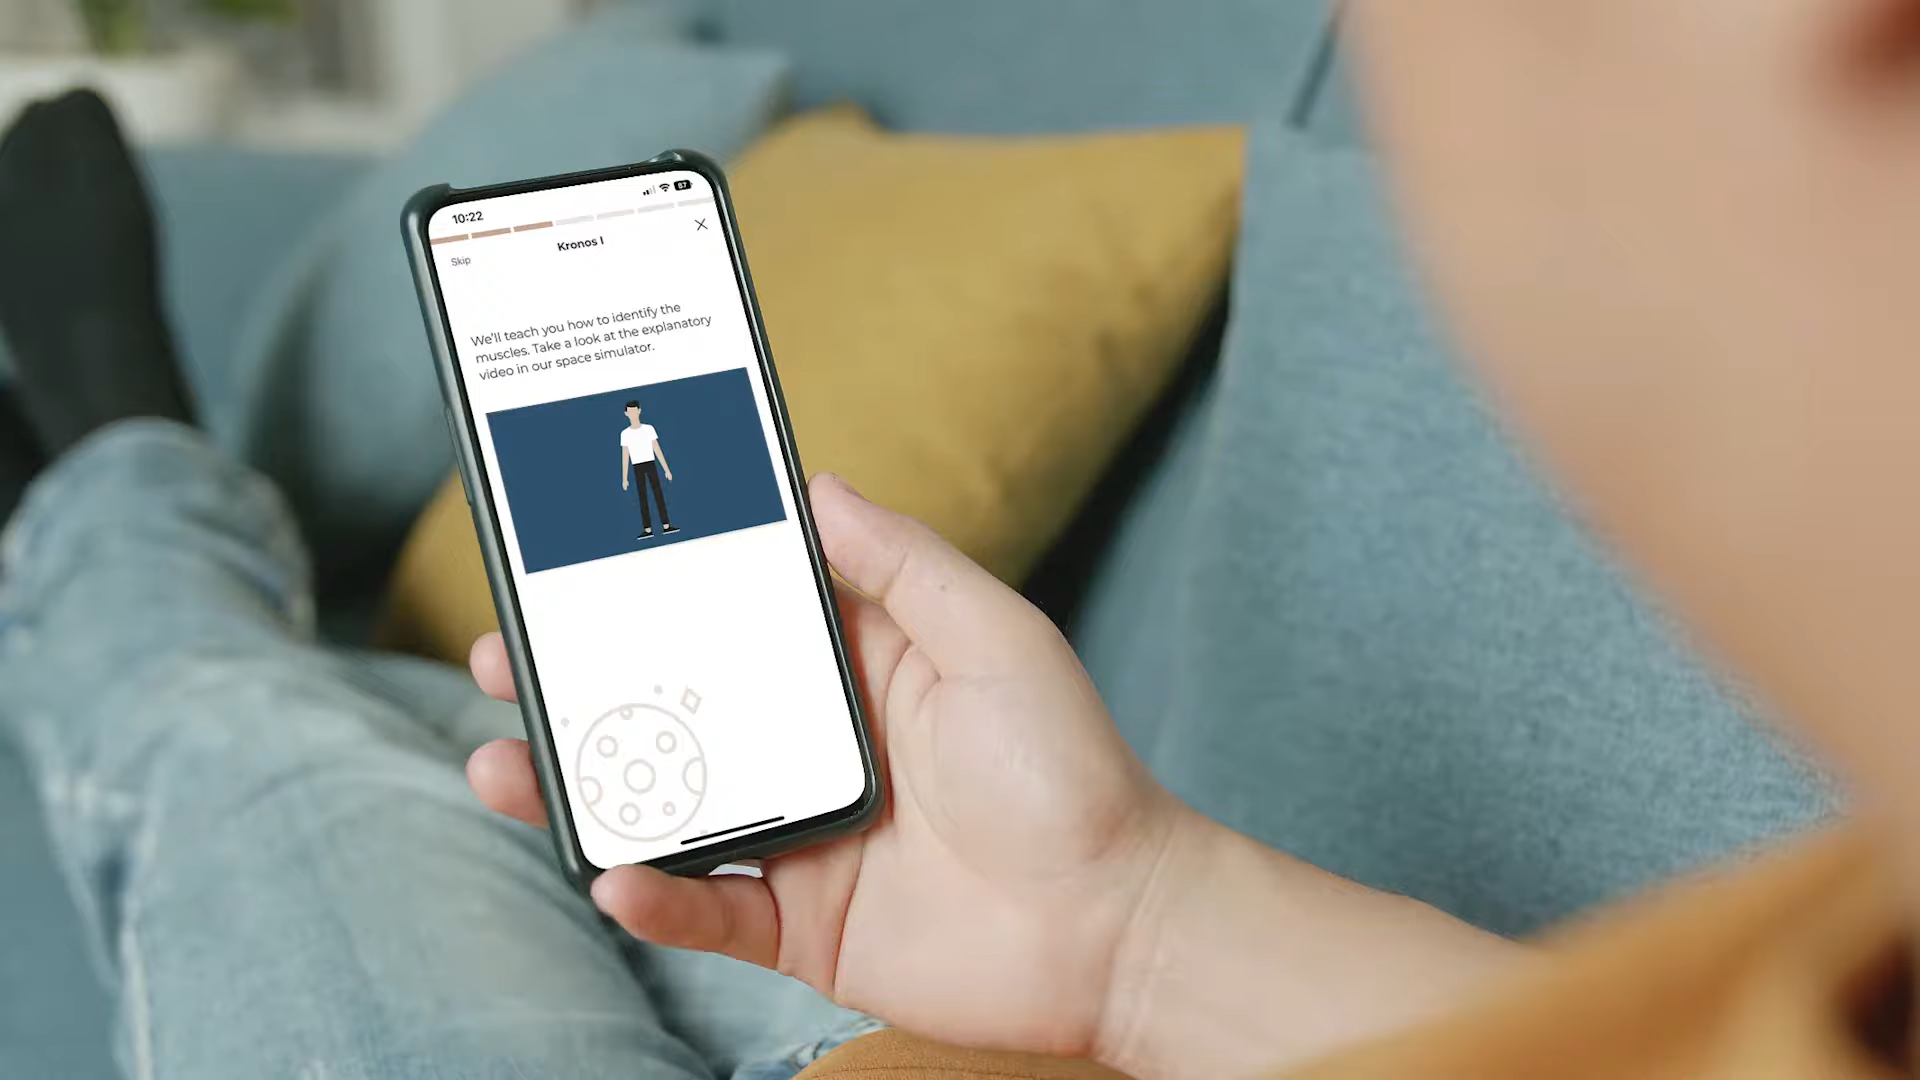 10:22
87
Kronos I
Skip
We'll teach you how to identify the
muscles. Take a look at the explanatory
video in our space simulator.